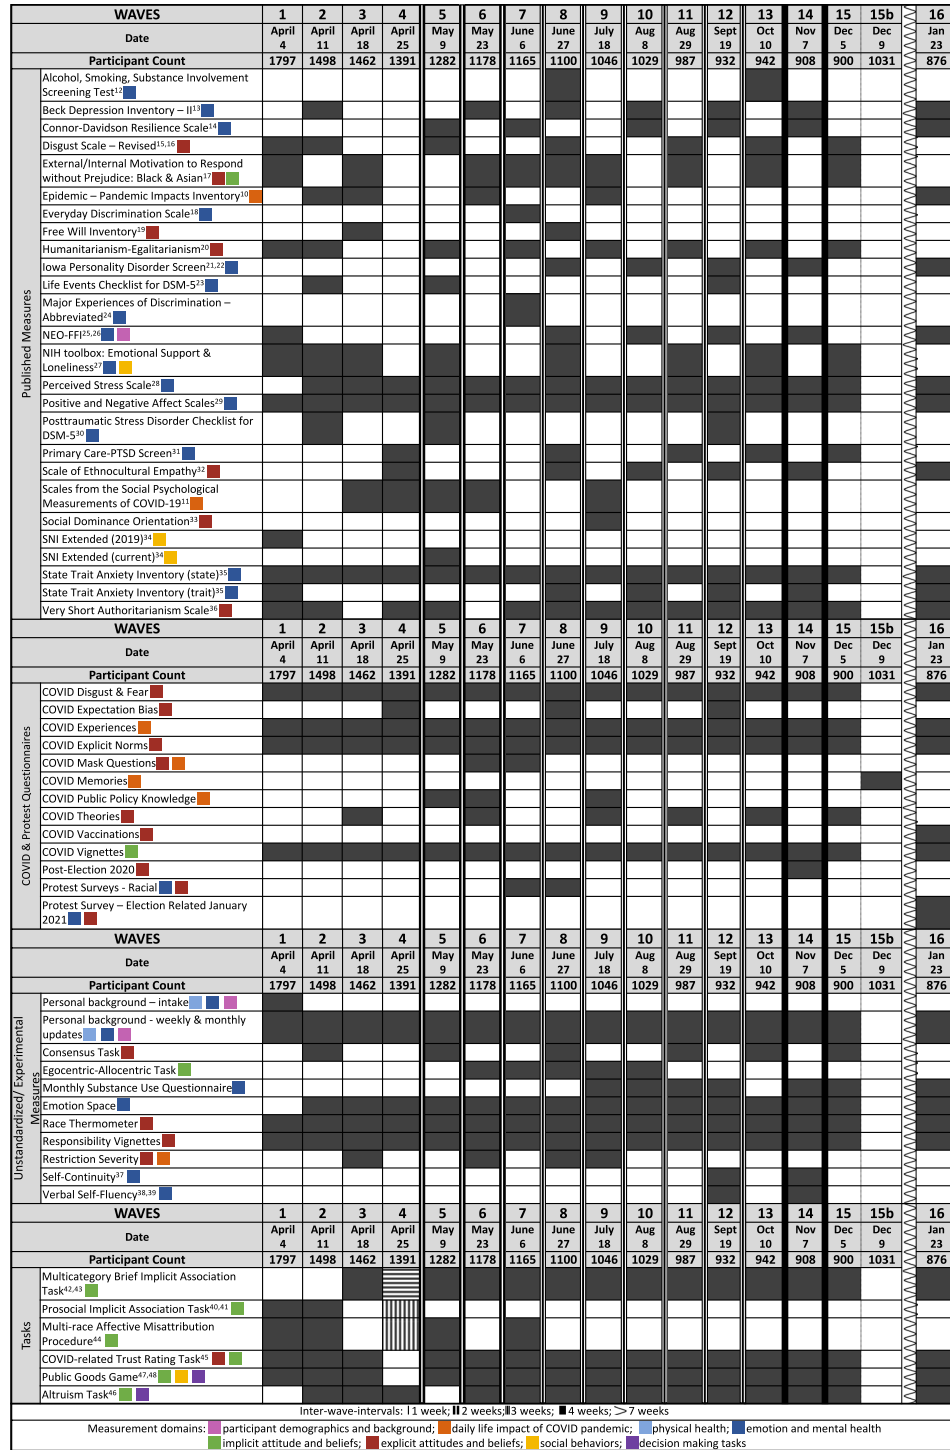 WAVES 1 2 3 4 5 6 7 8 9 10 11 12 13 14 15 15b 16
Date April 4 April 11 April 18 April 25 May 9 May 23 June 6 June 27 July 18 Aug 8 Aug 29 Sept 19 Oct 10 Nov 7 Dec 5 Dec 9 Jan 23
Participant Count 1797 1498 1462 1391 1282 1178 1165 1100 1046 1029 987 932 942 908 900 1031 876
Published Measures
Alcohol, Smoking, Substance Involvement
Screening Test12
Beck Depression Inventory – II13
Connor-Davidson Resilience Scale14
Disgust Scale – Revised15,16
External/Internal Motivation to Respond
without Prejudice: Black & Asian17
Epidemic – Pandemic Impacts Inventory10
Everyday Discrimination Scale18
Free Will Inventory19
Humanitarianism-Egalitarianism20
Iowa Personality Disorder Screen21,22
Life Events Checklist for DSM-523
Major Experiences of Discrimination –
Abbreviated24
NEO-FFI25,26
NIH toolbox: Emotional Support &
Loneliness27
Perceived Stress Scale28
Positive and Negative Affect Scales29
Posttraumatic Stress Disorder Checklist for
DSM-530
Primary Care-PTSD Screen31
Scale of Ethnocultural Empathy32
Scales from the Social Psychological
Measurements of COVID-1911
Social Dominance Orientation33
SNI Extended (2019)34
SNI Extended (current)34
State Trait Anxiety Inventory (state)35
State Trait Anxiety Inventory (trait)35
Very Short Authoritarianism Scale36
WAVES 1 2 3 4 5 6 7 8 9 10 11 12 13 14 15 15b 16
Date April 4 April 11 April 18 April 25 May 9 May 23 June 6 June 27 July 18 Aug 8 Aug 29 Sept 19 Oct 10 Nov 7 Dec 5 Dec 9 Jan 23
Participant Count 1797 1498 1462 1391 1282 1178 1165 1100 1046 1029 987 932 942 908 900 1031 876
COVID & Protest Questionnaires
COVID Disgust & Fear
COVID Expectation Bias
COVID Experiences
COVID Explicit Norms
COVID Mask Questions
COVID Memories
COVID Public Policy Knowledge
COVID Theories
COVID Vaccinations
COVID Vignettes
Post-Election 2020
Protest Surveys - Racial
Protest Survey – Election Related January
2021
WAVES 1 2 3 4 5 6 7 8 9 10 11 12 13 14 15 15b 16
Date April 4 April 11 April 18 April 25 May 9 May 23 June 6 June 27 July 18 Aug 8 Aug 29 Sept 19 Oct 10 Nov 7 Dec 5 Dec 9 Jan 23
Participant Count 1797 1498 1462 1391 1282 1178 1165 1100 1046 1029 987 932 942 908 900 1031 876
Unstandardized/ Experimental
Measures
Personal background – intake
Personal background - weekly & monthly
updates
Consensus Task
Egocentric-Allocentric Task
Monthly Substance Use Questionnaire
Emotion Space
Race Thermometer
Responsibility Vignettes
Restriction Severity
Self-Continuity37
Verbal Self-Fluency38,39
WAVES 1 2 3 4 5 6 7 8 9 10 11 12 13 14 15 15b 16
Date April 4 April 11 April 18 April 25 May 9 May 23 June 6 June 27 July 18 Aug 8 Aug 29 Sept 19 Oct 10 Nov 7 Dec 5 Dec 9 Jan 23
Participant Count 1797 1498 1462 1391 1282 1178 1165 1100 1046 1029 987 932 942 908 900 1031 876
Tasks
Multicategory Brief Implicit Association
Task42,43
Prosocial Implicit Association Task40,41
Multi-race Affective Misattribution
Procedure44
COVID-related Trust Rating Task45
Public Goods Game47,48
Altruism Task46
Inter-wave-intervals: 1 week; 2 weeks; 3 weeks; 4 weeks; 7 weeks
Measurement domains: participant demographics and background; daily life impact of COVID pandemic; physical health; emotion and mental health
implicit attitude and beliefs; explicit attitudes and beliefs; social behaviors; decision making tasks